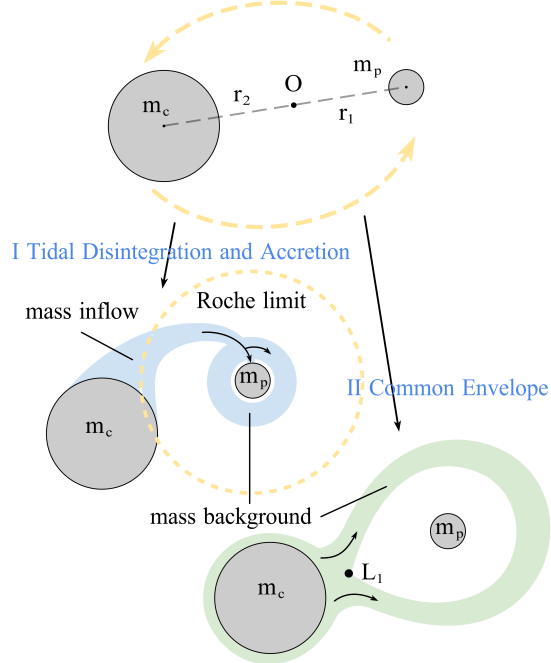 m_p
O
m_c
r_2
r_1
I Tidal Disintegration and Accretion
Roche limit
mass inflow
m_p
II Common Envelope
m_c
mass background
m_p
L_1
m_c